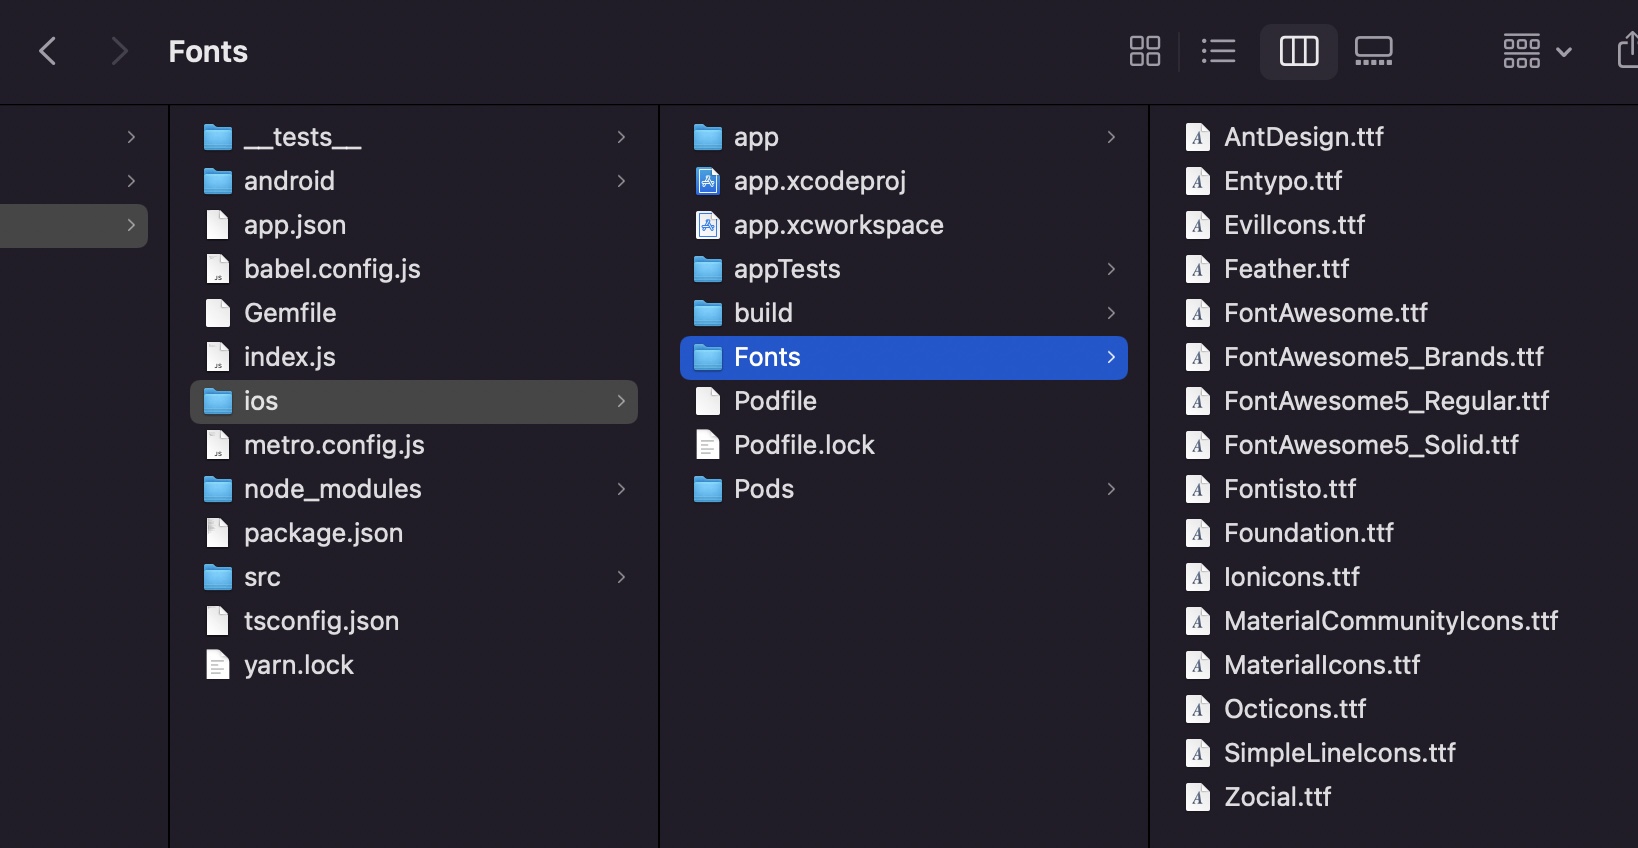 Fonts
__tests__
android
app.json
babel.config.js
Gemfile
index.js
ios
metro.config.js
node_modules
package.json
src
tsconfig.json
yarn.lock
app
app.xcodeproj
app.xcworkspace
appTests
build
Fonts
Podfile
Podfile.lock
Pods
AntDesign.ttf
Entypo.ttf
EvilIcons.ttf
Feather.ttf
FontAwesome.ttf
FontAwesome5_Brands.ttf
FontAwesome5_Regular.ttf
FontAwesome5_Solid.ttf
Fontisto.ttf
Foundation.ttf
Ionicons.ttf
MaterialCommunityIcons.ttf
MaterialIcons.ttf
Octicons.ttf
SimpleLineIcons.ttf
Zocial.ttf